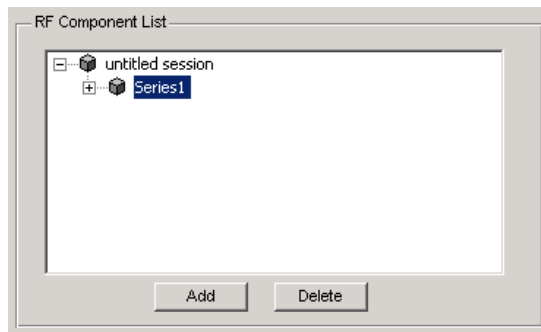 RF Component List
untitled session
Series1
Add Delete